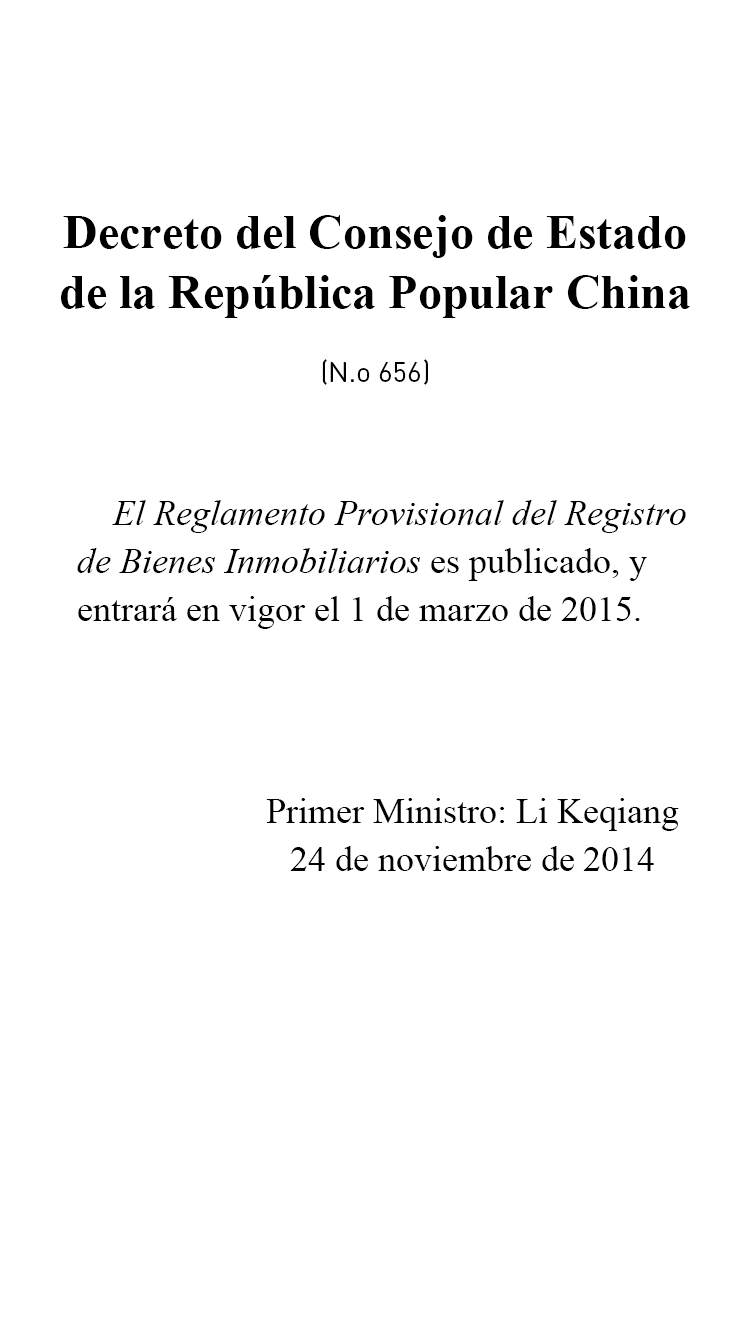 Decreto del Consejo de Estado
de la República Popular China
(N.o 656)
El Reglamento Provisional del Registro
de Bienes Inmobiliarios es publicado, y
entrará en vigor el 1 de marzo de 2015.
Primer Ministro: Li Keqiang
24 de noviembre de 2014